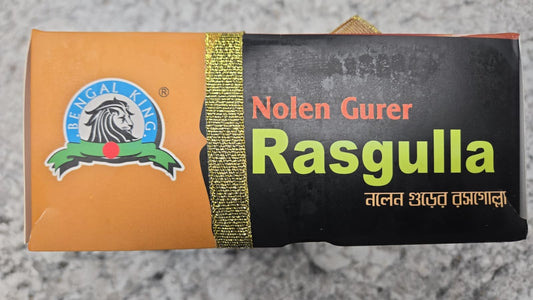 BENGAL KING
®
Nolen Gurer
Rasgulla
নলেন গুড়ের রসগোল্লা